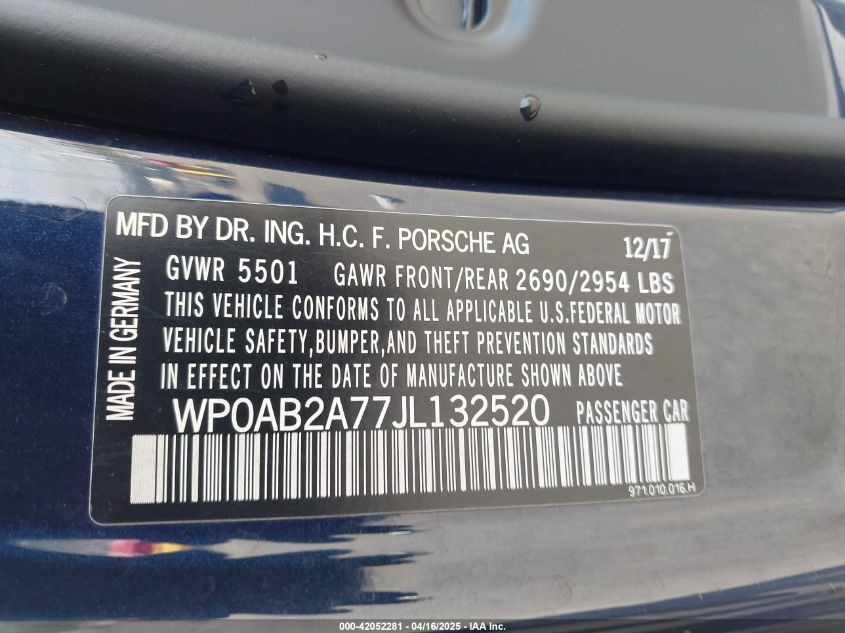 MFD BY DR. ING. H.C. F. PORSCHE AG 12/17
GVWR 5501 GAWR FRONT/REAR 2690/2954 LBS
THIS VEHICLE CONFORMS TO ALL APPLICABLE U.S.FEDERAL MOTOR
VEHICLE SAFETY,BUMPER,AND THEFT PREVENTION STANDARDS
IN EFFECT ON THE DATE OF MANUFACTURE SHOWN ABOVE
WP0AB2A77JL132520 PASSENGER CAR
971.010.016.H
MADE IN GERMANY
000-42052281 - 04/16/2025 - IAA Inc.